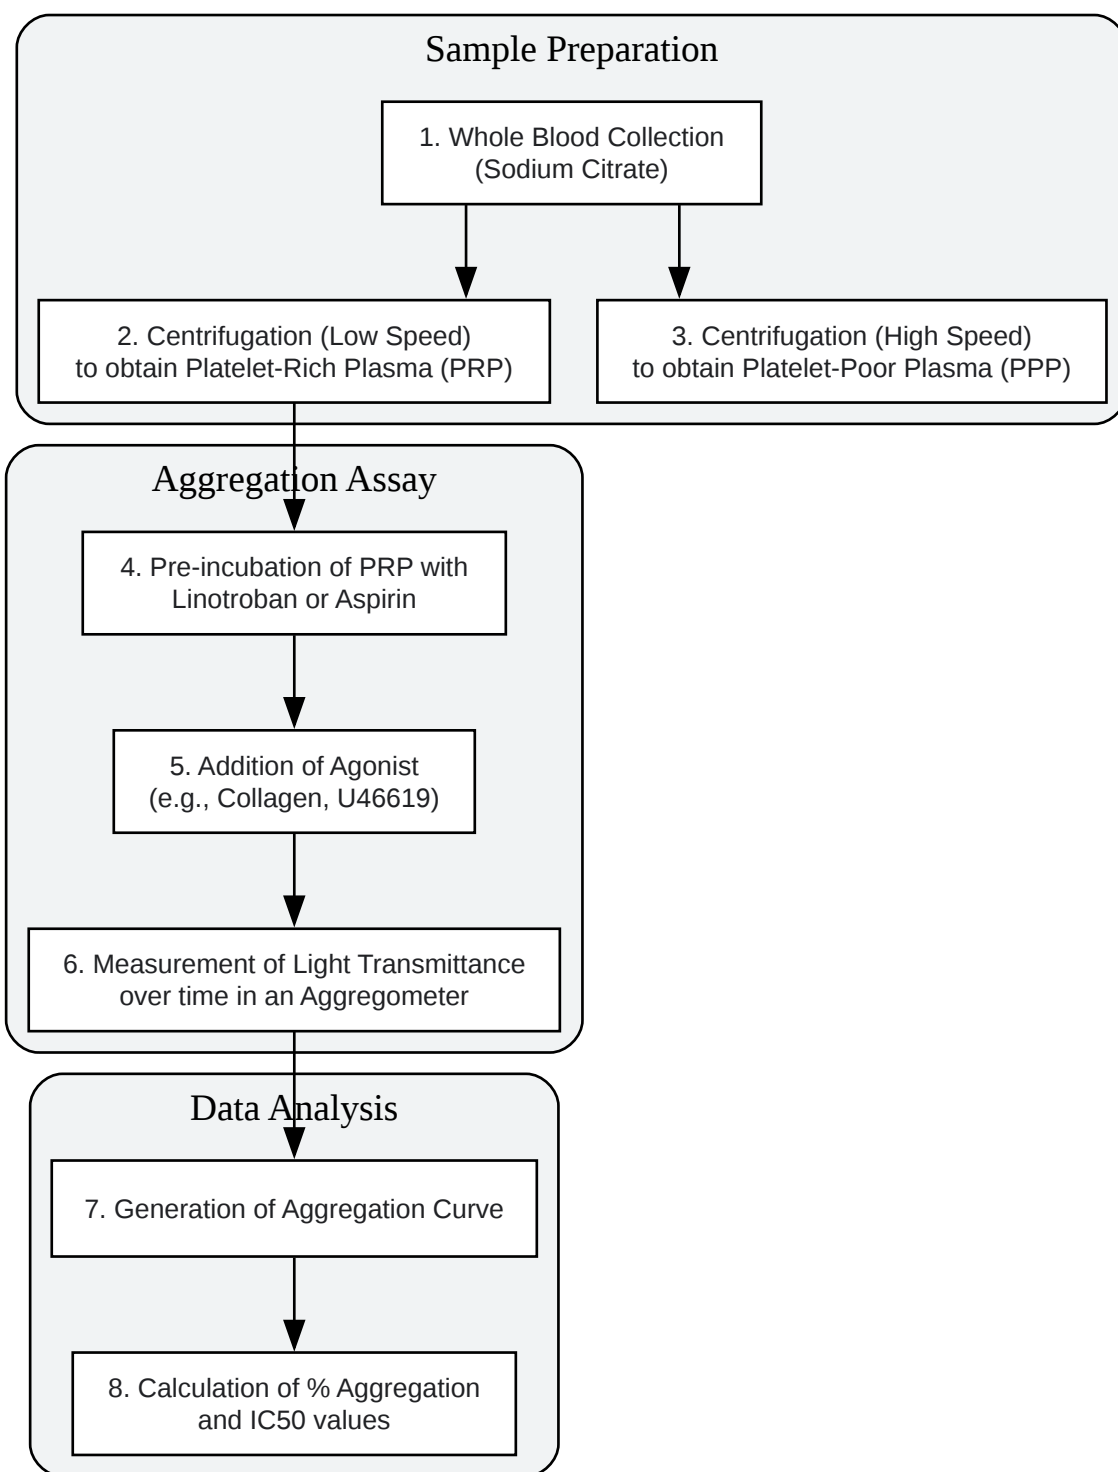 Sample Preparation
1. Whole Blood Collection
(Sodium Citrate)
2. Centrifugation (Low Speed)
to obtain Platelet-Rich Plasma (PRP)
3. Centrifugation (High Speed)
to obtain Platelet-Poor Plasma (PPP)
Aggregation Assay
4. Pre-incubation of PRP with
Linotroban or Aspirin
5. Addition of Agonist
(e.g., Collagen, U46619)
6. Measurement of Light Transmittance
over time in an Aggregometer
Data Analysis
7. Generation of Aggregation Curve
8. Calculation of % Aggregation
and IC50 values